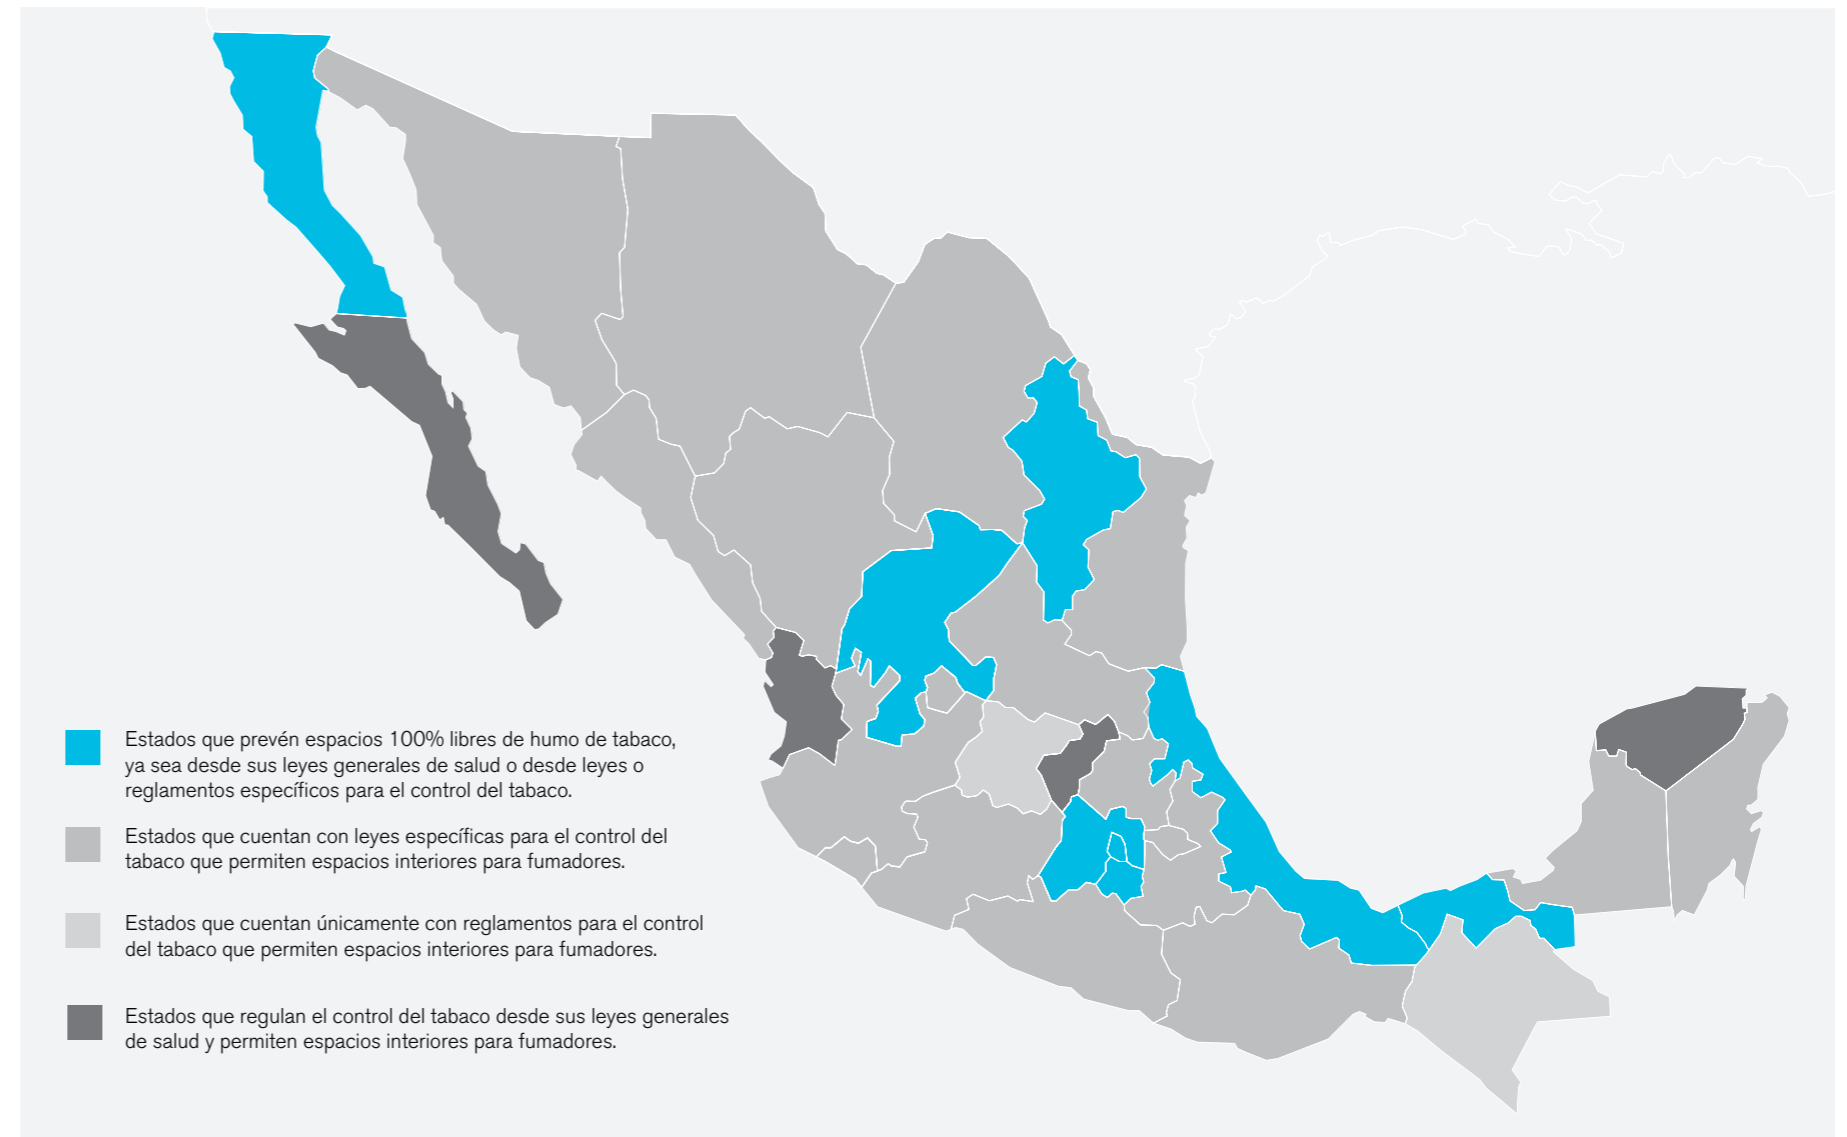 Estados que prevén espacios 100% libres de humo de tabaco,
ya sea desde sus leyes generales de salud o desde leyes o
reglamentos específicos para el control del tabaco.
Estados que cuentan con leyes específicas para el control del
tabaco que permiten espacios interiores para fumadores.
Estados que cuentan únicamente con reglamentos para el control
del tabaco que permiten espacios interiores para fumadores.
Estados que regulan el control del tabaco desde sus leyes generales
de salud y permiten espacios interiores para fumadores.